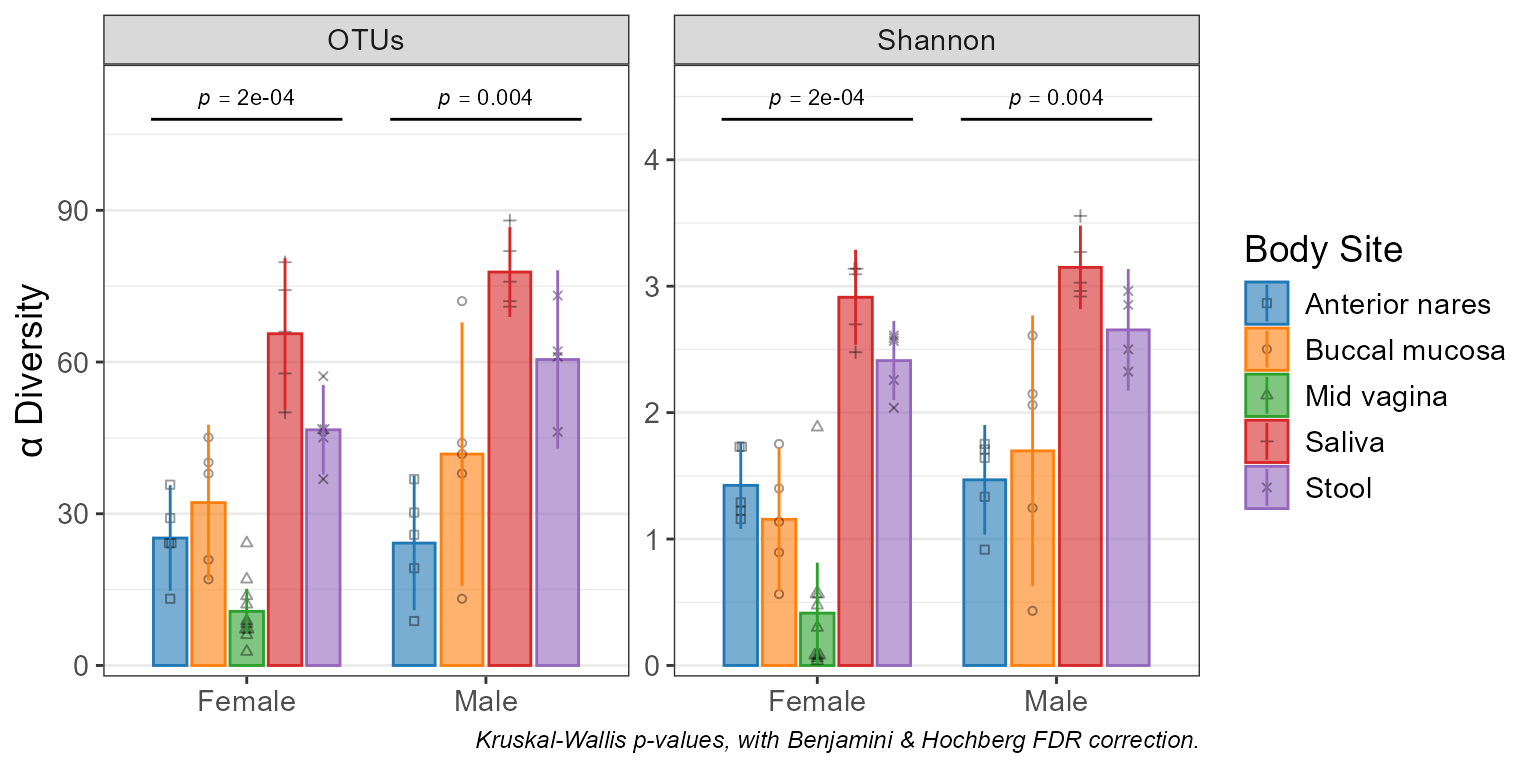 OTUs
Shannon
p = 2e-04
p = 0.004
p = 2e-04
p = 0.004
α Diversity
90
60
30
0
4
3
2
1
0
Female
Male
Female
Male
Body Site
Anterior nares
Buccal mucosa
Mid vagina
Saliva
Stool
Kruskal-Wallis p-values, with Benjamini & Hochberg FDR correction.